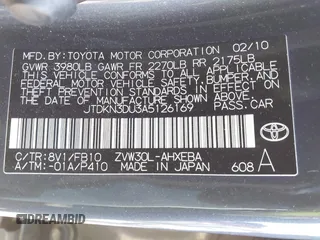 MFD.BY: TOYOTA MOTOR CORPORATION 02/10
GVWR 3980LB GAWR FR 2270LB RR 2175LB
THIS VEHICLE CONFORMS TO ALL APPLICABLE
FEDERAL MOTOR VEHICLE SAFETY, BUMPER, AND
THEFT PREVENTION STANDARDS IN EFFECT ON
THE DATE OF MANUFACTURE SHOWN ABOVE.
JTDKN3DU3A5126169 PASS. CAR
C/TR: 8V1/FB10 ZVW30L-AHXEBA
A/TM: -01A/P410 MADE IN JAPAN 608 A
TOYOTA
DREAMBID